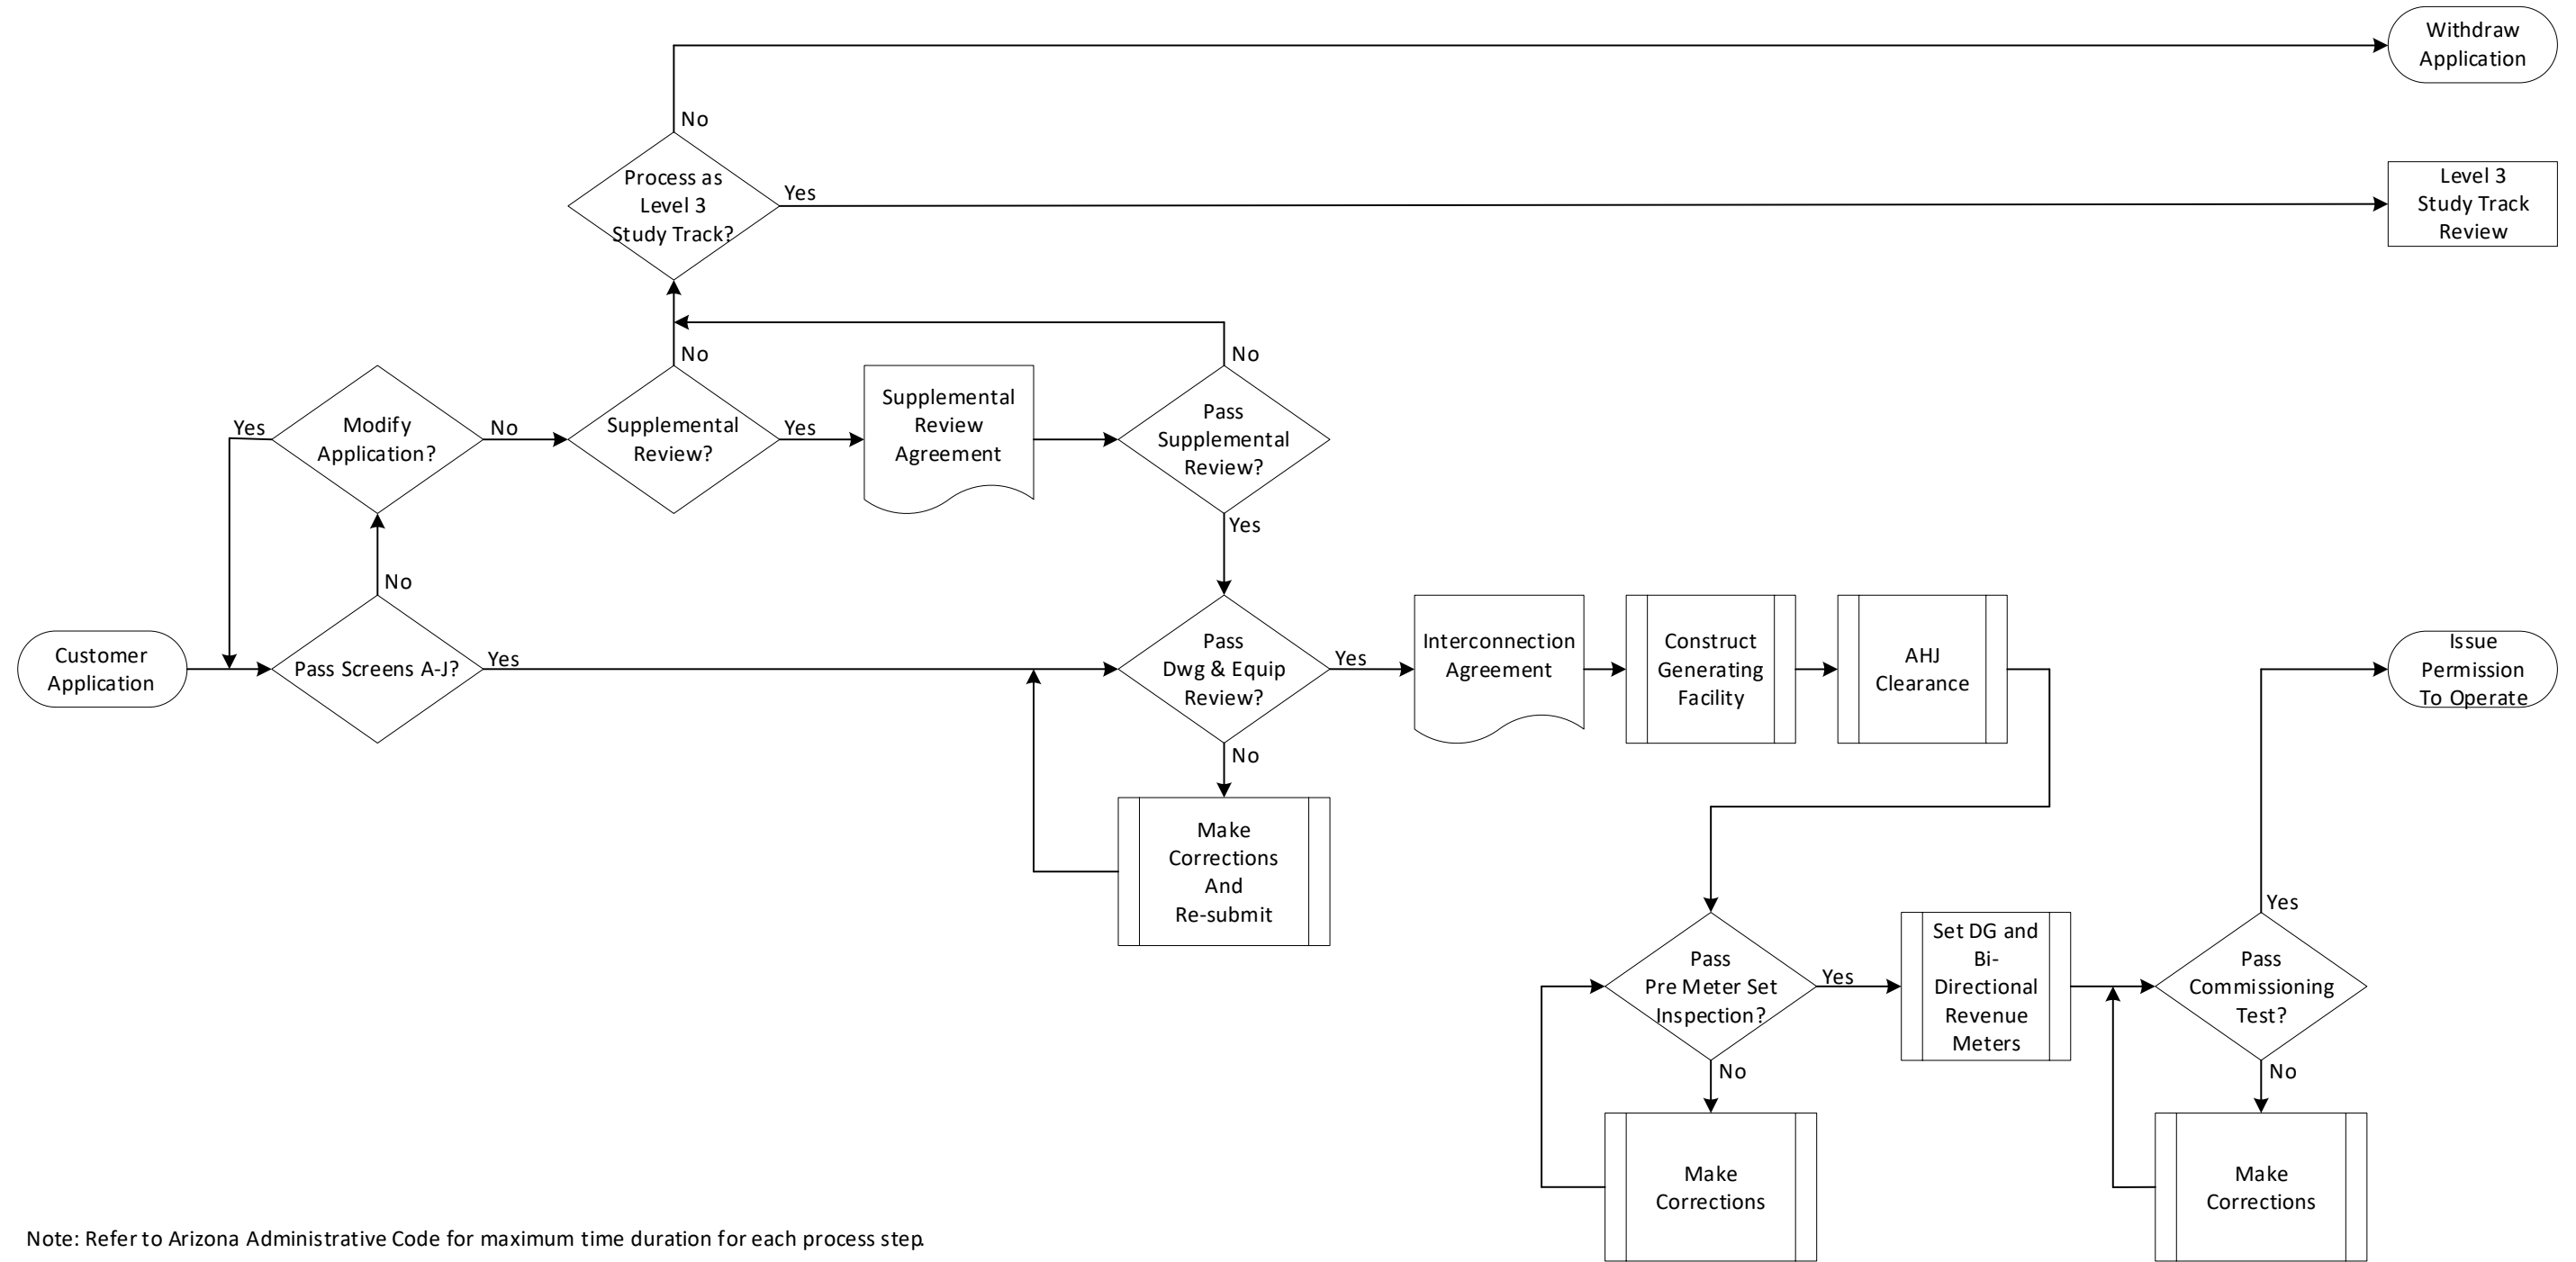 Withdraw
Application
No
Process as
Level 3
Study Track?
Yes
Level 3
Study Track
Review
No
No
Yes
Modify
Application?
No
Supplemental
Review?
Yes
Supplemental
Review
Agreement
Pass
Supplemental
Review?
Yes
No
Customer
Application
Pass Screens A-J?
Yes
Pass
Dwg & Equip
Review?
Yes
Interconnection
Agreement
Construct
Generating
Facility
AHJ
Clearance
Issue
Permission
To Operate
No
Make
Corrections
And
Re-submit
Yes
Pass
Pre Meter Set
Inspection?
Yes
Set DG and
Bi-
Directional
Revenue
Meters
Pass
Commissioning
Test?
No
No
Make
Corrections
Make
Corrections
Note: Refer to Arizona Administrative Code for maximum time duration for each process step.